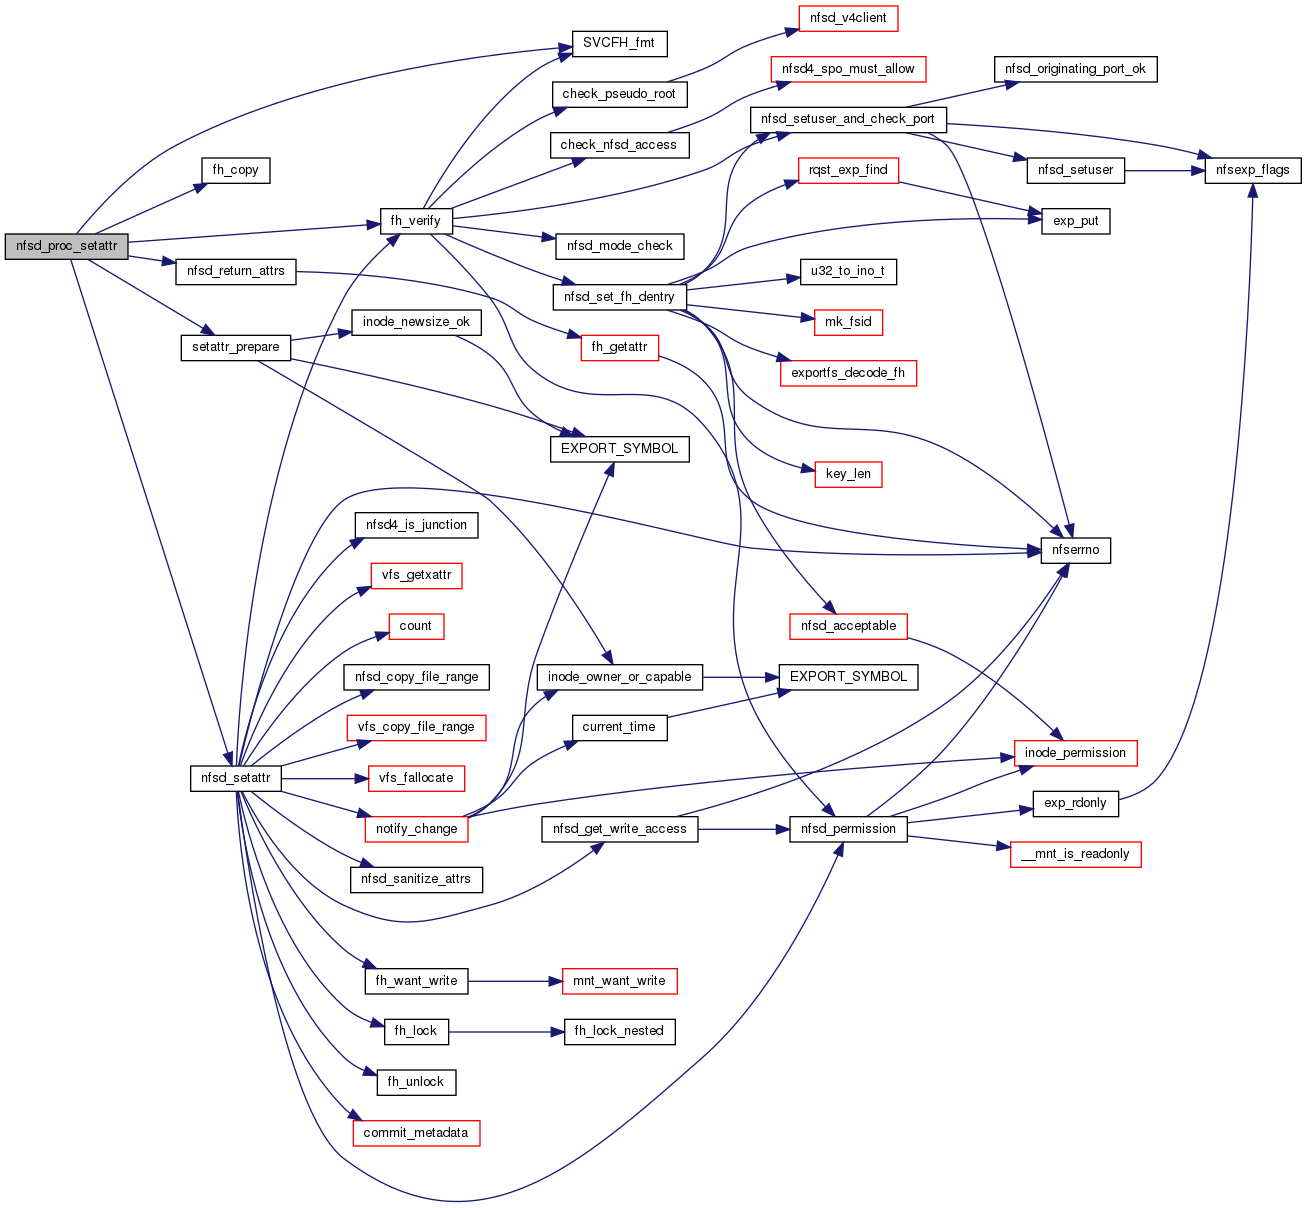 nfsd_v4client
SVCFH_fmt
nfsd4_spo_must_allow
nfsd_originating_port_ok
check_pseudo_root
nfsd_setuser_and_check_port
check_nfsd_access
fh_copy
rqst_exp_find
nfsd_setuser
nfsexp_flags
fh_verify
exp_put
nfsd_proc_setattr
nfsd_mode_check
nfsd_return_attrs
u32_to_ino_t
nfsd_set_fh_dentry
inode_newsize_ok
mk_fsid
setattr_prepare
fh_getattr
exportfs_decode_fh
EXPORT_SYMBOL
key_len
nfsd4_is_junction
nfserrno
vfs_getxattr
count
nfsd_acceptable
nfsd_copy_file_range
inode_owner_or_capable
EXPORT_SYMBOL
vfs_copy_file_range
current_time
inode_permission
nfsd_setattr
vfs_fallocate
exp_rdonly
notify_change
nfsd_get_write_access
nfsd_permission
__mnt_is_readonly
nfsd_sanitize_attrs
fh_want_write
mnt_want_write
fh_lock
fh_lock_nested
fh_unlock
commit_metadata